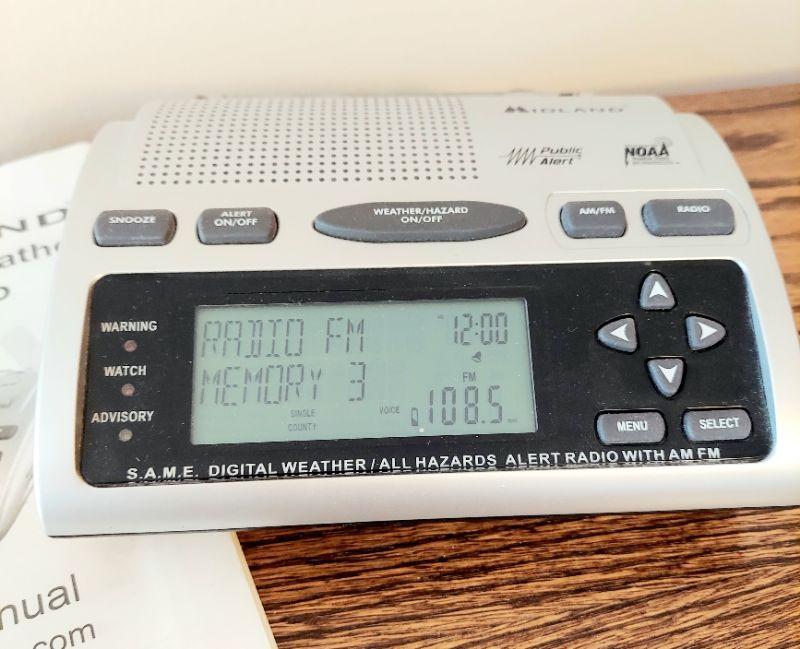 MIDLAND
Public
Alert
NOAA
SNOOZE
ALERT
ON/OFF
WEATHER/HAZARD
ON/OFF
AM/FM
RADIO
WARNING
WATCH
ADVISORY
RADIO FM
12:00
MEMORY 3
FM
108.5
SINGLE
COUNTY
VOICE
MENU
SELECT
S.A.M.E. DIGITAL WEATHER / ALL HAZARDS ALERT RADIO WITH AM FM
ND
athe
nual
.com